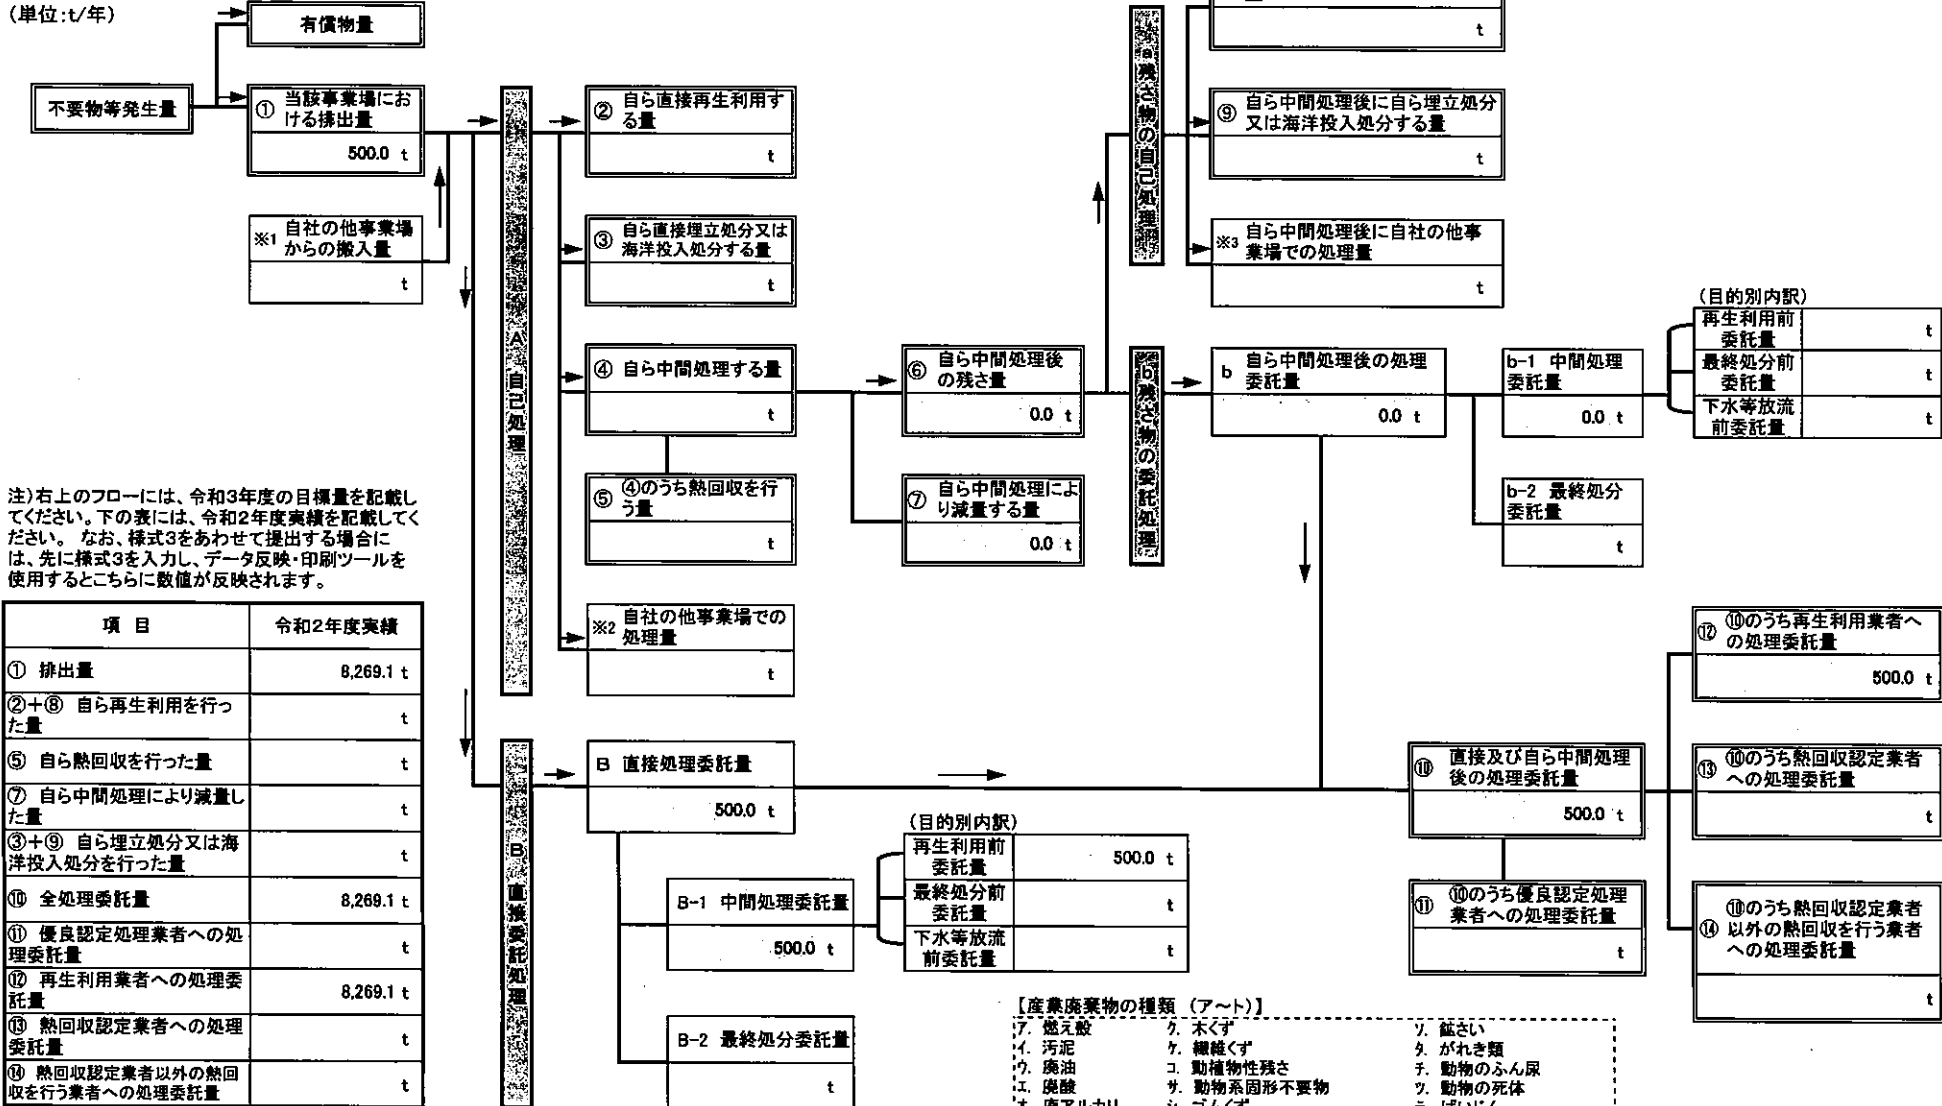 (単位:t/年)
有償物量
不要物等発生量
① 当該事業場にお
ける排出量
500.0 t
※1 自社の他事業場
からの搬入量
t
A 自己処理
② 自ら直接再生利用す
る量
t
③ 自ら直接埋立処分又は
海洋投入処分する量
t
④ 自ら中間処理する量
t
⑤ ④のうち熱回収を行
う量
t
※2 自社の他事業場での
処理量
t
⑥ 自ら中間処理後
の残さ量
0.0 t
⑦ 自ら中間処理によ
り減量する量
0.0 t
a残さ物の自己処理
t
⑨ 自ら中間処理後に自ら埋立処分
又は海洋投入処分する量
t
※3 自ら中間処理後に自社の他事
業場での処理量
t
b残さ物の委託処理
b 自ら中間処理後の処理
委託量
0.0 t
b-1 中間処理
委託量
0.0 t
b-2 最終処分
委託量
t
(目的別内訳)
再生利用前
委託量
t
最終処分前
委託量
t
下水等放流
前委託量
t
注)右上のフローには、令和3年度の目標量を記載し
てください。下の表には、令和2年度実績を記載してく
ださい。 なお、様式3をあわせて提出する場合に
は、先に様式3を入力し、データ反映・印刷ツールを
使用するとこちらに数値が反映されます。
項 目 令和2年度実績
① 排出量 8,269.1 t
②+⑧ 自ら再生利用を行っ
た量
t
⑤ 自ら熱回収を行った量 t
⑦ 自ら中間処理により減量し
た量
t
③+⑨ 自ら埋立処分又は海
洋投入処分を行った量
t
⑩ 全処理委託量 8,269.1 t
⑪ 優良認定処理業者への処
理委託量
t
⑫ 再生利用業者への処理委
託量
8,269.1 t
⑬ 熱回収認定業者への処理
委託量
t
⑭ 熱回収認定業者以外の熱回
収を行う業者への処理委託量
t
B 直接委託処理
B 直接処理委託量
500.0 t
B-1 中間処理委託量
500.0 t
B-2 最終処分委託量
t
(目的別内訳)
再生利用前
委託量
500.0 t
最終処分前
委託量
t
下水等放流
前委託量
t
⑩ 直接及び自ら中間処理
後の処理委託量
500.0 t
⑪ ⑩のうち優良認定処理
業者への処理委託量
t
⑫ ⑩のうち再生利用業者へ
の処理委託量
500.0 t
⑬ ⑩のうち熱回収認定業者
への処理委託量
t
⑭ ⑩のうち熱回収認定業者
以外の熱回収を行う業者
への処理委託量
t
【産業廃棄物の種類 (ア~ト)】
ア. 燃え殻 ク. 木くず ソ. 鉱さい
イ. 汚泥 ケ. 繊維くず タ. がれき類
ウ. 廃油 コ. 動植物性残さ チ. 動物のふん尿
エ. 廃酸 サ. 動物系固形不要物 ツ. 動物の死体